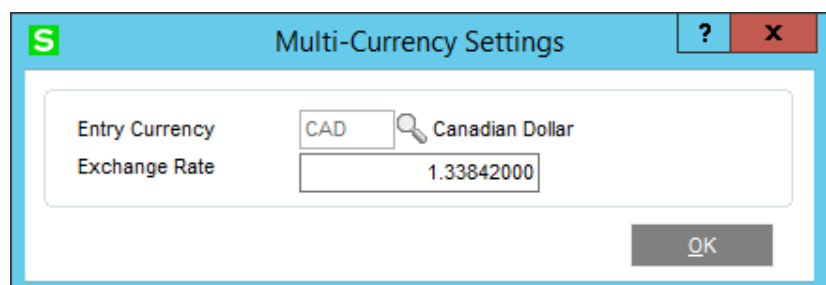 S Multi-Currency Settings ? x
Entry Currency CAD Canadian Dollar
Exchange Rate 1.33842000
OK